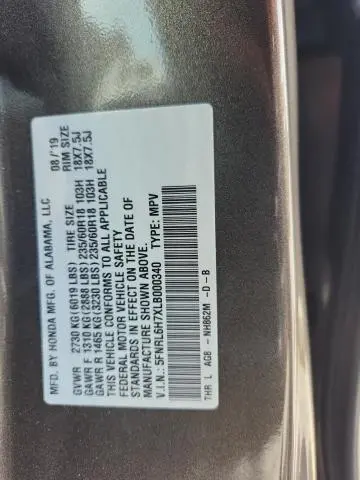 MFD. BY HONDA MFG. OF ALABAMA, LLC 08/'19
TIRE SIZE RIM SIZE
GVWR 2730 KG(6019 LBS)
GAWR F 1310 KG(2880 LBS) 235/60R18 103H 18X7.5J
GAWR R 1465 KG(3230 LBS) 235/60R18 103H 18X7.5J
THIS VEHICLE CONFORMS TO ALL APPLICABLE
FEDERAL MOTOR VEHICLE SAFETY
STANDARDS IN EFFECT ON THE DATE OF
MANUFACTURE SHOWN ABOVE.
V.I.N.: 5FNRL6H7XLB000340 TYPE: MPV
THR L AG8 - NH862M -D-B